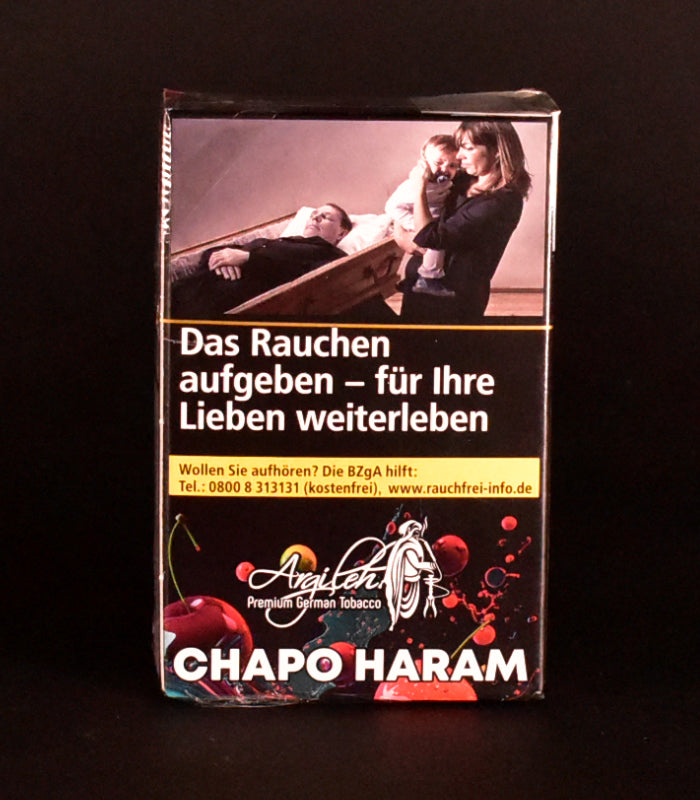 Das Rauchen
aufgeben – für Ihre
Lieben weiterleben
Wollen Sie aufhören? Die BZgA hilft:
Tel.: 0800 8 313131 (kostenfrei), www.rauchfrei-info.de
Argileh
Premium German Tobacco
CHAPO HARAM